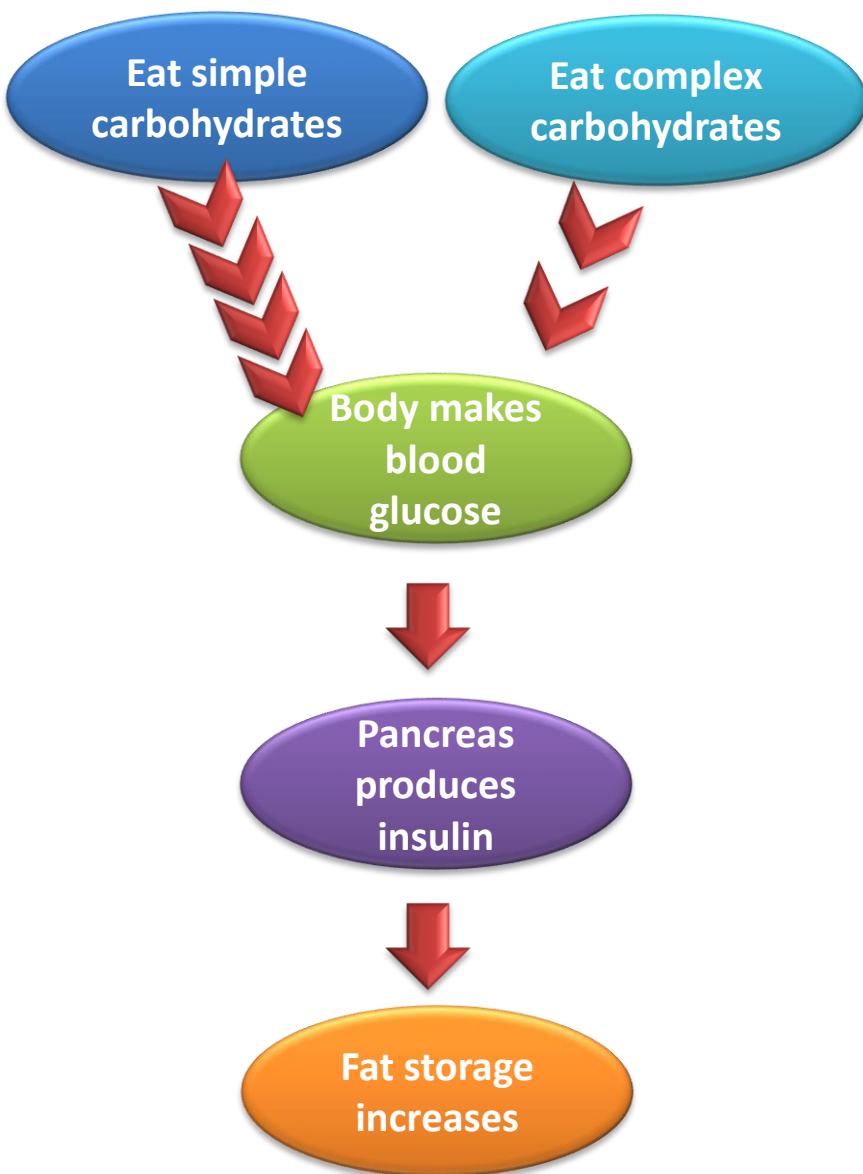 Eat simple
carbohydrates
Eat complex
carbohydrates
Body makes
blood
glucose
Pancreas
produces
insulin
Fat storage
increases